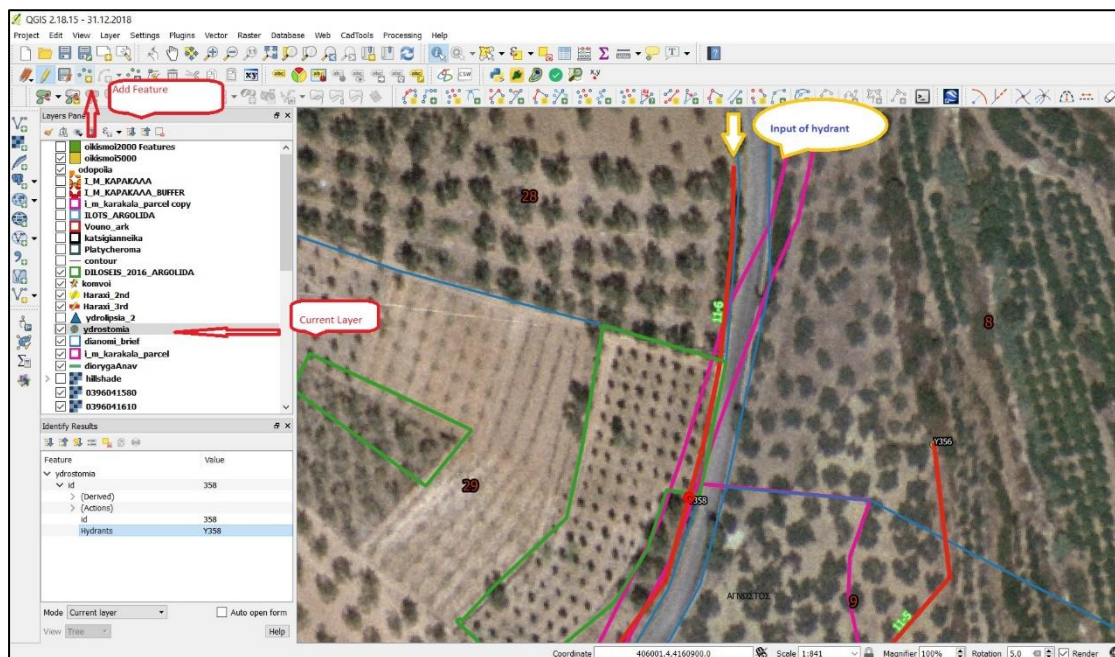 QGIS 2.18.15 - 31.12.2018
Project Edit View Layer Settings Plugins Vector Raster Database Web CadTools Processing Help
Add Feature
Layers Pane
oikismoi2000 Features
oikismoi5000
odopoiia
I_M_KAPAKAΛA
I_M_KAPAKAΛA_BUFFER
i_m_karakala_parcel copy
ILOTS_ARGOLIDA
Vouno_ark
katsigianneika
Platycheroma
contour
DILOSEIS_2016_ARGOLIDA
komvoi
Haraxi_2nd
Haraxi_3rd
ydrolipsia_2
ydrostomia
dianomi_brief
i_m_karakala_parcel
diorygaAnav
hillshade
0396041580
0396041610
Current Layer
Identify Results
Feature Value
ydrostomia
id 358
(Derived)
(Actions)
id 358
Hydrants Y358
Mode Current layer Auto open form
View Tree Help
Input of hydrant
28
8
11-6
29
Y356
358
ΑΓΝΩΣΤΟΣ
9
11-5
Coordinate 406001.4,4160900.0 Scale 1:841 Magnifier 100% Rotation 5,0 Render